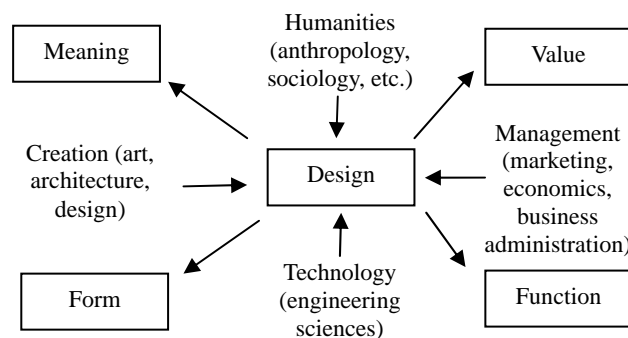 Meaning
Humanities
(anthropology,
sociology, etc.)
Value
Creation (art,
architecture,
design)
Design
Management
(marketing,
economics,
business
administration)
Form
Technology
(engineering
sciences)
Function